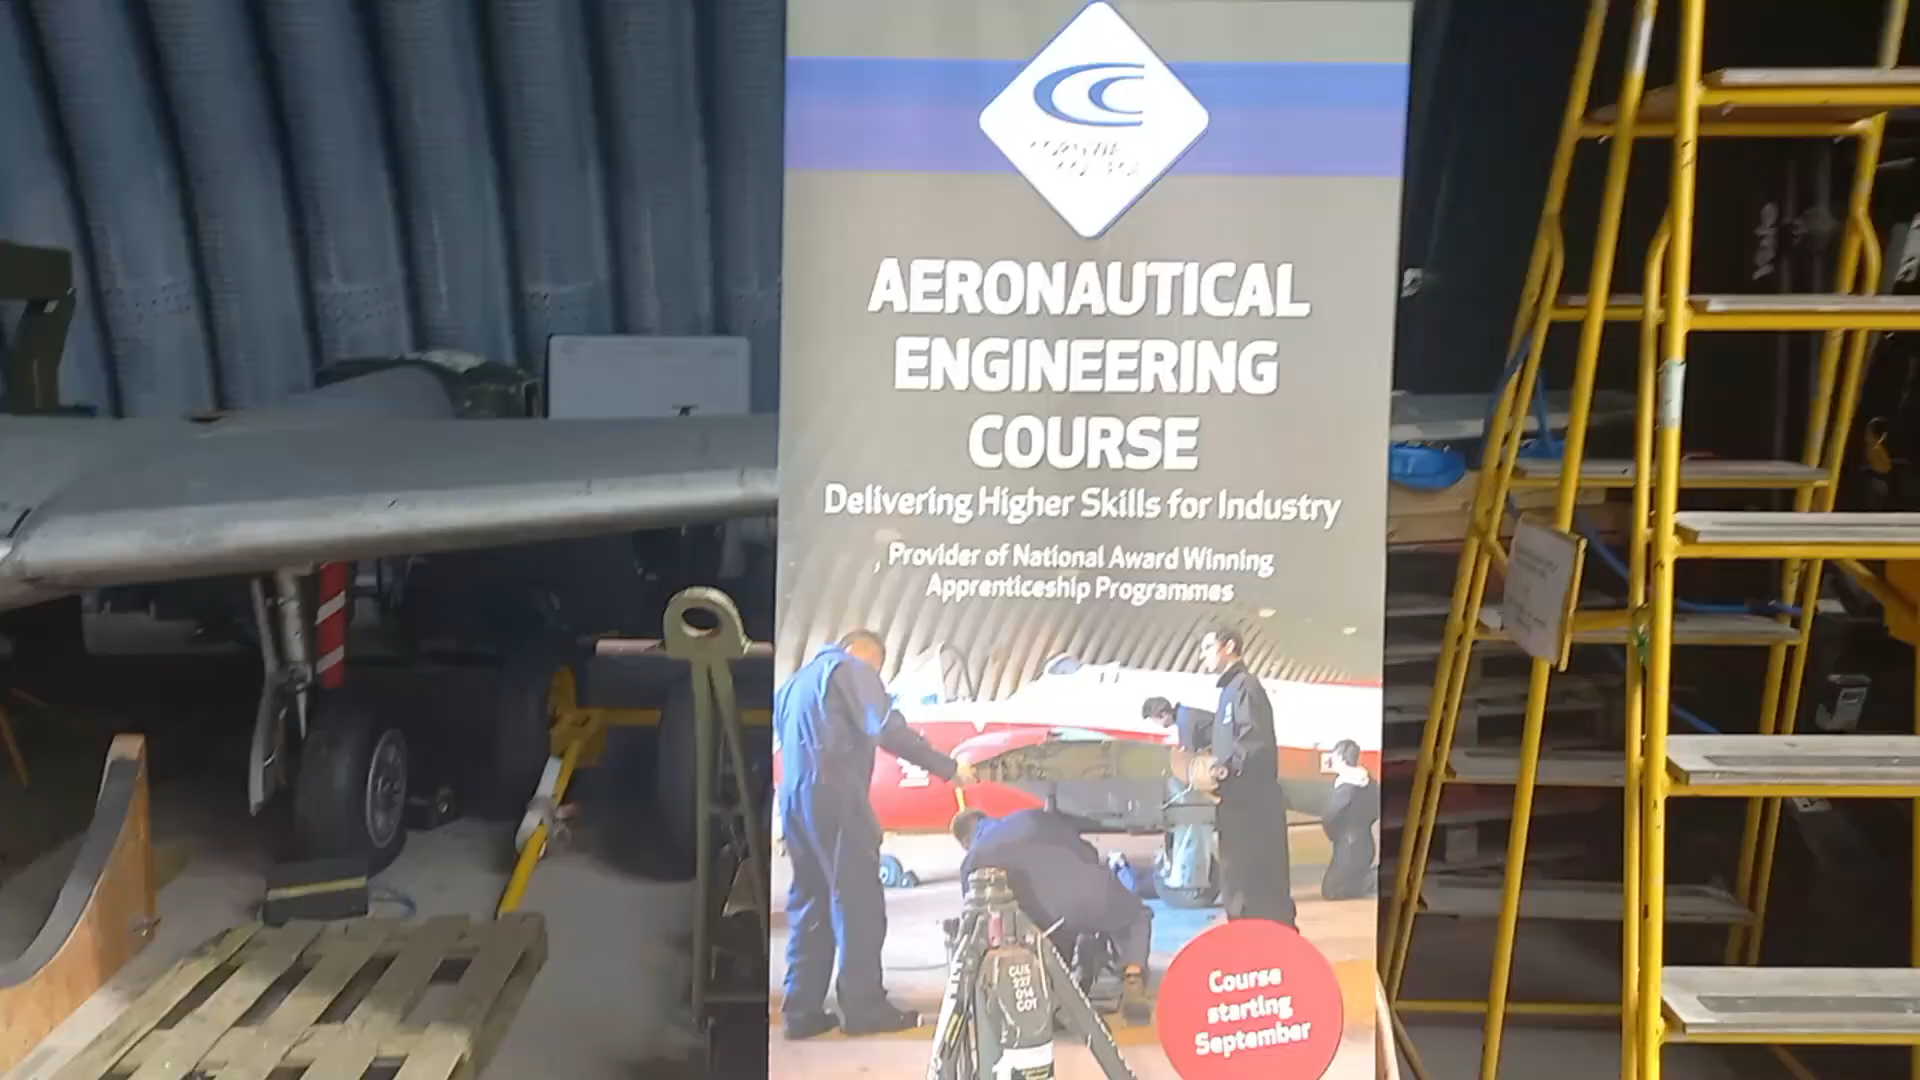 AERONAUTICAL
ENGINEERING
COURSE
Delivering Higher Skills for Industry
Provider of National Award Winning
Apprenticeship Programmes
Course
starting
September